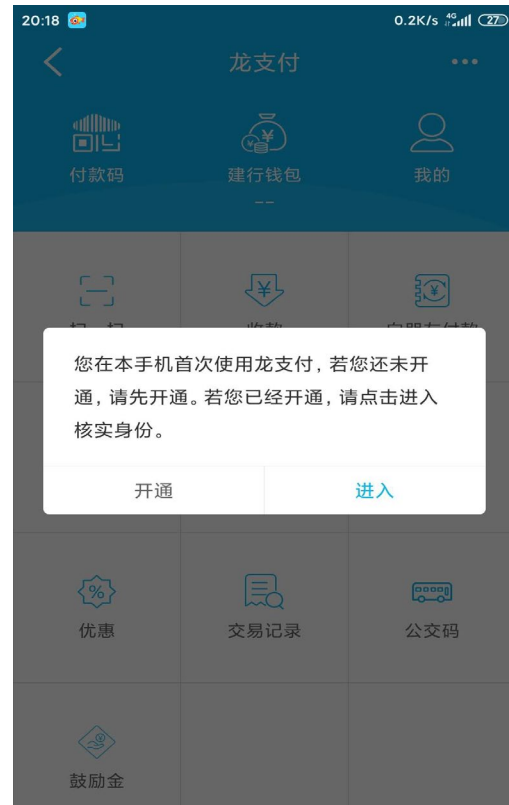 20:18
0.2K/s 4G 27
龙支付
付款码
建行钱包
我的
--
您在本手机首次使用龙支付，若您还未开
通，请先开通。若您已经开通，请点击进入
核实身份。
开通
进入
优惠
交易记录
公交码
鼓励金